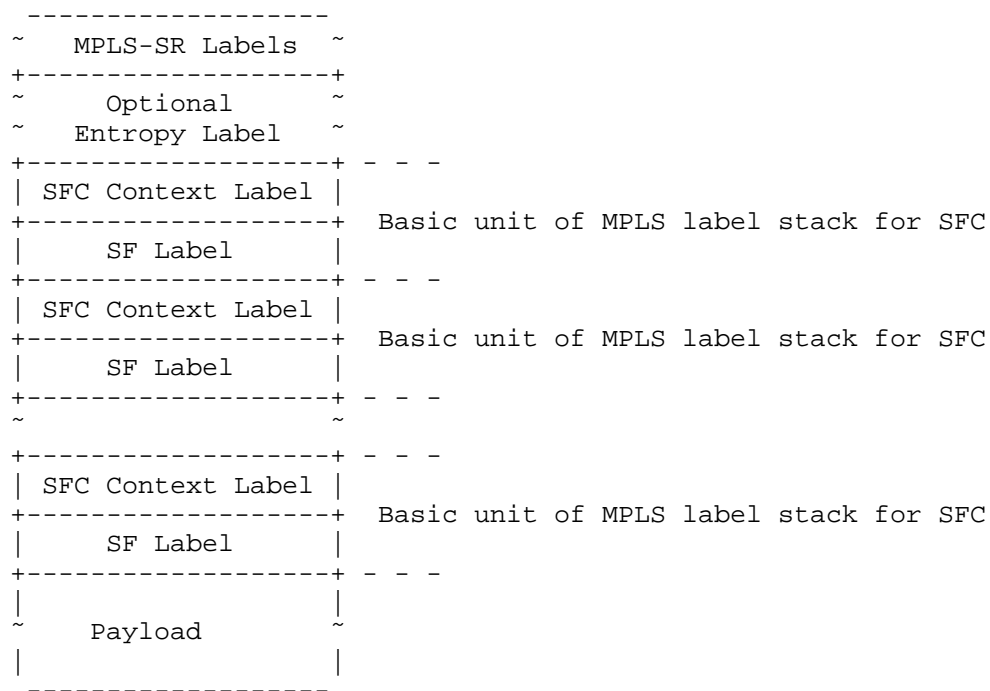 MPLS-SR Labels
Optional
Entropy Label
SFC Context Label
Basic unit of MPLS label stack for SFC
SF Label
SFC Context Label
Basic unit of MPLS label stack for SFC
SF Label
SFC Context Label
Basic unit of MPLS label stack for SFC
SF Label
Payload